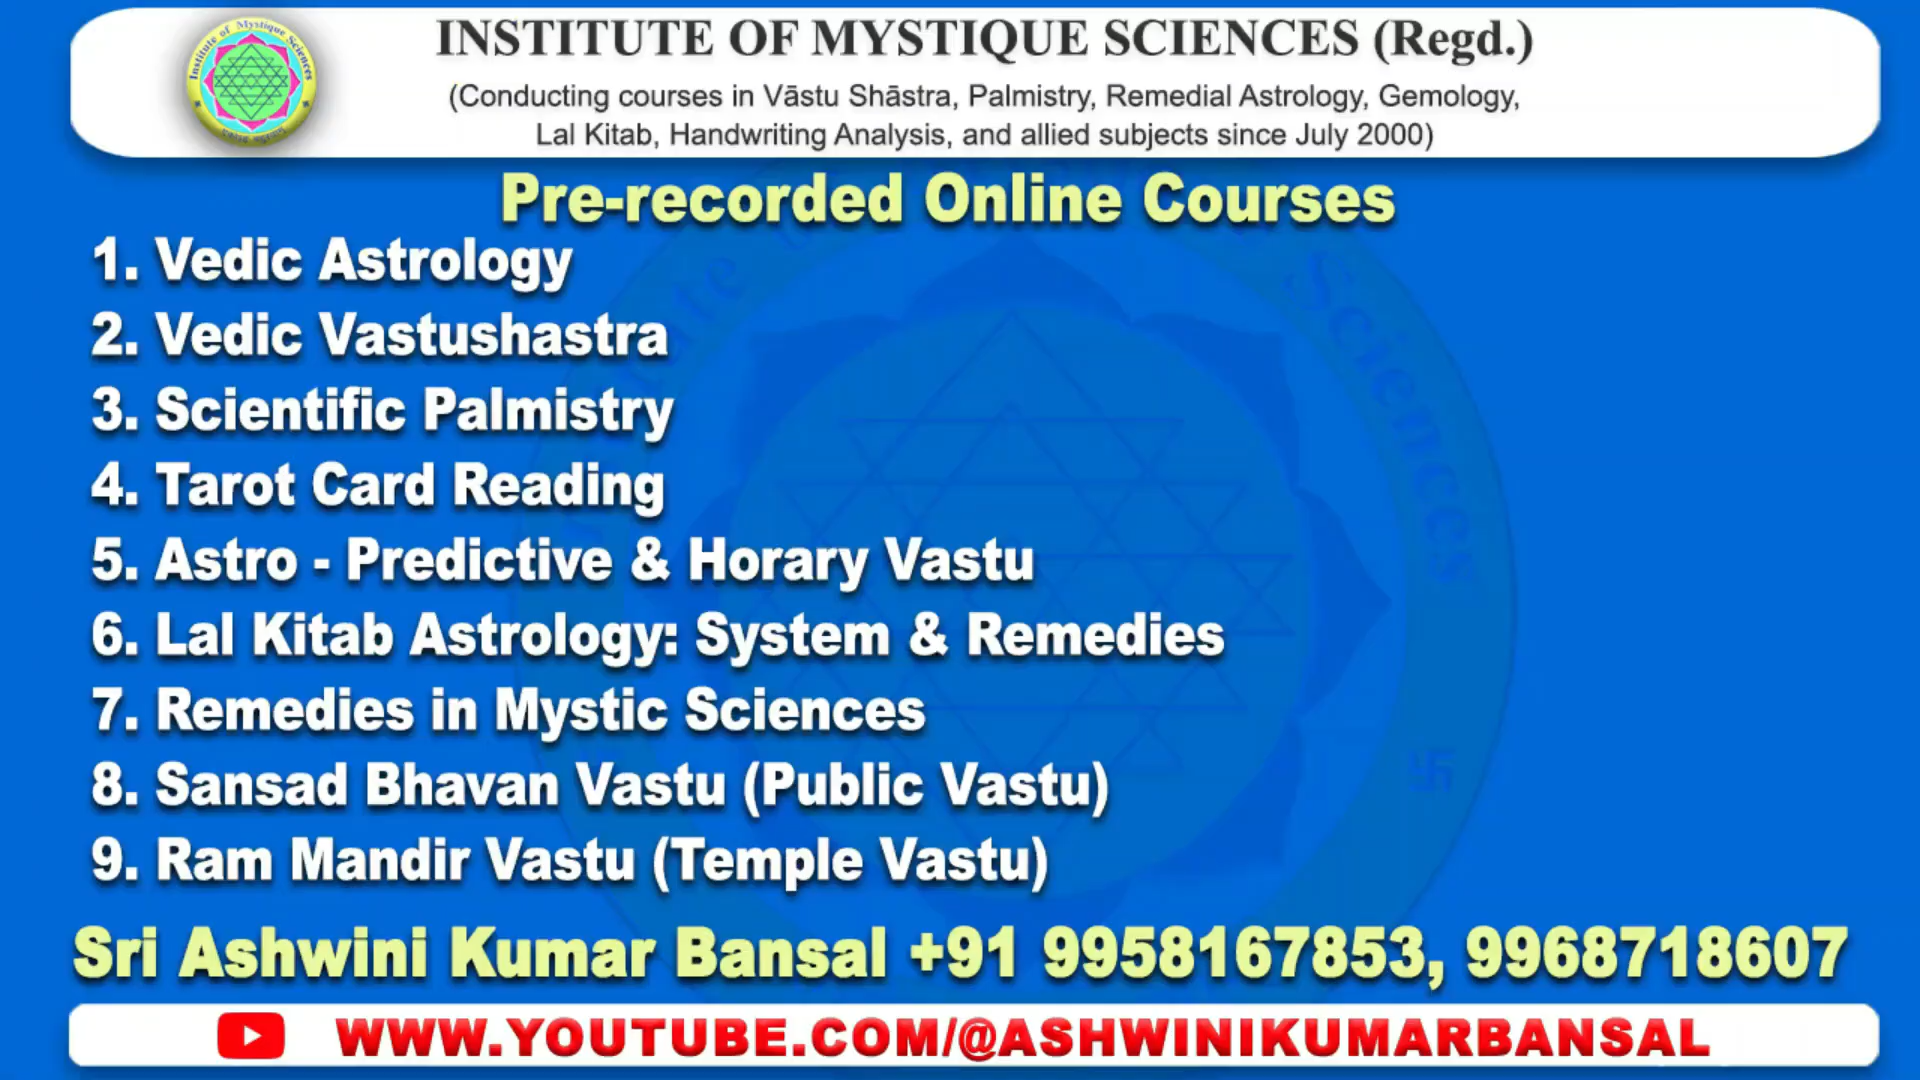 Institute of Mystique Sciences
INSTITUTE OF MYSTIQUE SCIENCES (Regd.)
(Conducting courses in Vāstu Shāstra, Palmistry, Remedial Astrology, Gemology,
Lal Kitab, Handwriting Analysis, and allied subjects since July 2000)
Pre-recorded Online Courses
1. Vedic Astrology
2. Vedic Vastushastra
3. Scientific Palmistry
4. Tarot Card Reading
5. Astro - Predictive & Horary Vastu
6. Lal Kitab Astrology: System & Remedies
7. Remedies in Mystic Sciences
8. Sansad Bhavan Vastu (Public Vastu)
9. Ram Mandir Vastu (Temple Vastu)
Sri Ashwini Kumar Bansal +91 9958167853, 9968718607
WWW.YOUTUBE.COM/@ASHWINIKUMARBANSAL